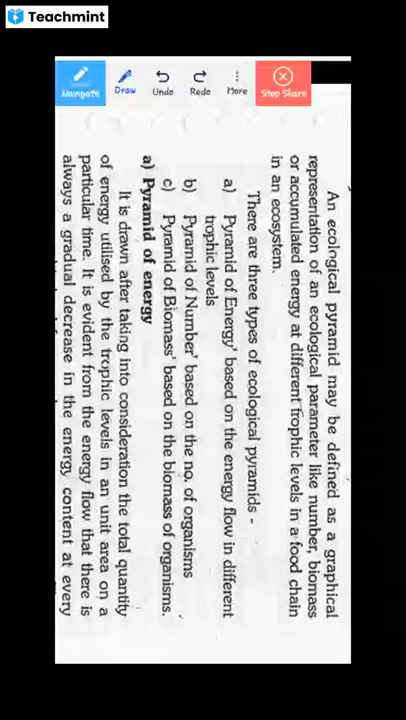 Teachmint
Navigate
Draw
Undo
Redo
More
Stop Share
An ecological pyramid may be defined as a graphical
representation of an ecological parameter like number, biomass
or accumulated energy at different trophic levels in a food chain
in an ecosystem.
There are three types of ecological pyramids -
a) Pyramid of Energy' based on the energy flow in different
trophic levels
b) Pyramid of Number' based on the no. of organisms
c) Pyramid of Biomass' based on the biomass of organisms.
a) Pyramid of energy
It is drawn after taking into consideration the total quantity
of energy utilised by the trophic levels in an unit area on a
particular time. It is evident from the energy flow that there is
always a gradual decrease in the energy content at every